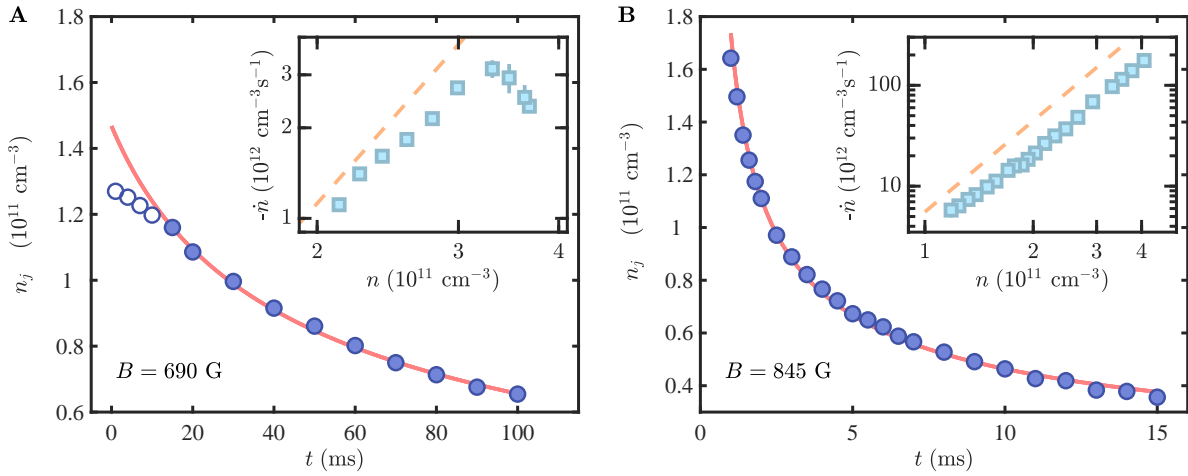 A
1.8
1.6
1.4
1.2
1
0.8
0.6
n_j (10^11 cm^−3)
0 20 40 60 80 100
t (ms)
B = 690 G
3
2
1
-ṅ (10^12 cm^−3 s^−1)
2 3 4
n (10^11 cm^−3)
B
1.8
1.6
1.4
1.2
1
0.8
0.6
0.4
n_j (10^11 cm^−3)
0 5 10 15
t (ms)
B = 845 G
100
10
-ṅ (10^12 cm^−3 s^−1)
1 2 3 4
n (10^11 cm^−3)